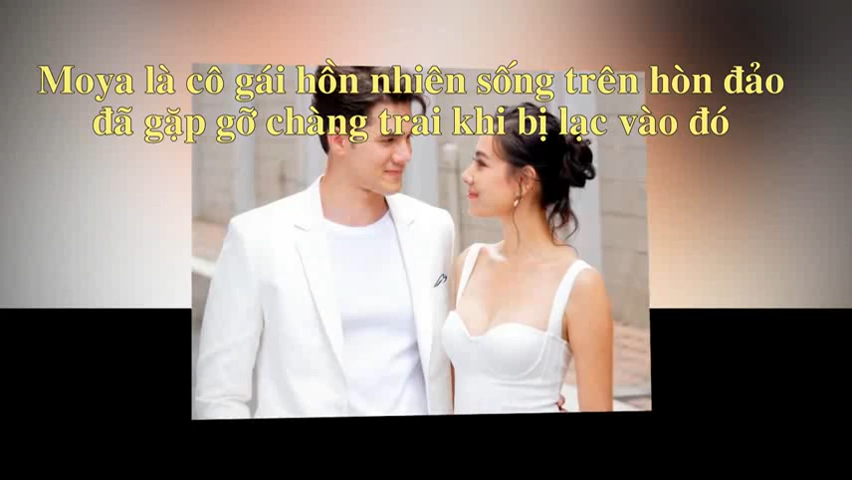 Moya là cô gái hồn nhiên sống trên hòn đảo
đã gặp gỡ chàng trai khi bị lạc vào đó